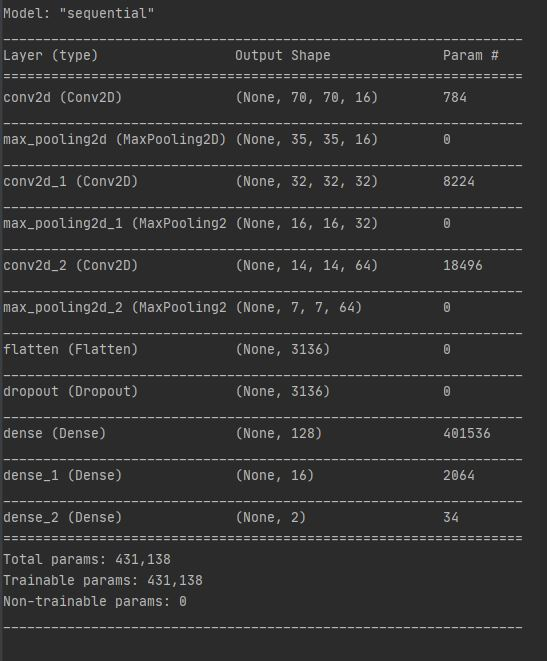 Model: "sequential"
_________________________________________________________________
Layer (type)                 Output Shape              Param #
=================================================================
conv2d (Conv2D)              (None, 70, 70, 16)        784
_________________________________________________________________
max_pooling2d (MaxPooling2D) (None, 35, 35, 16)        0
_________________________________________________________________
conv2d_1 (Conv2D)            (None, 32, 32, 32)        8224
_________________________________________________________________
max_pooling2d_1 (MaxPooling2 (None, 16, 16, 32)        0
_________________________________________________________________
conv2d_2 (Conv2D)            (None, 14, 14, 64)        18496
_________________________________________________________________
max_pooling2d_2 (MaxPooling2 (None, 7, 7, 64)          0
_________________________________________________________________
flatten (Flatten)            (None, 3136)              0
_________________________________________________________________
dropout (Dropout)            (None, 3136)              0
_________________________________________________________________
dense (Dense)                (None, 128)               401536
_________________________________________________________________
dense_1 (Dense)              (None, 16)                2064
_________________________________________________________________
dense_2 (Dense)              (None, 2)                 34
=================================================================
Total params: 431,138
Trainable params: 431,138
Non-trainable params: 0
_________________________________________________________________